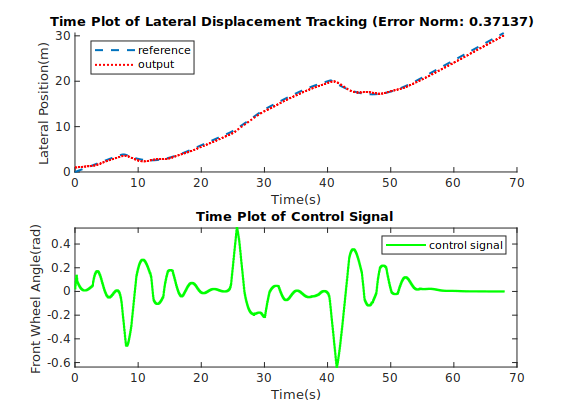 Time Plot of Lateral Displacement Tracking (Error Norm: 0.37137)
30
20
10
0
Lateral Position(m)
reference
output
0 10 20 30 40 50 60 70
Time(s)
Time Plot of Control Signal
0.4
0.2
0
-0.2
-0.4
-0.6
Front Wheel Angle(rad)
control signal
0 10 20 30 40 50 60 70
Time(s)